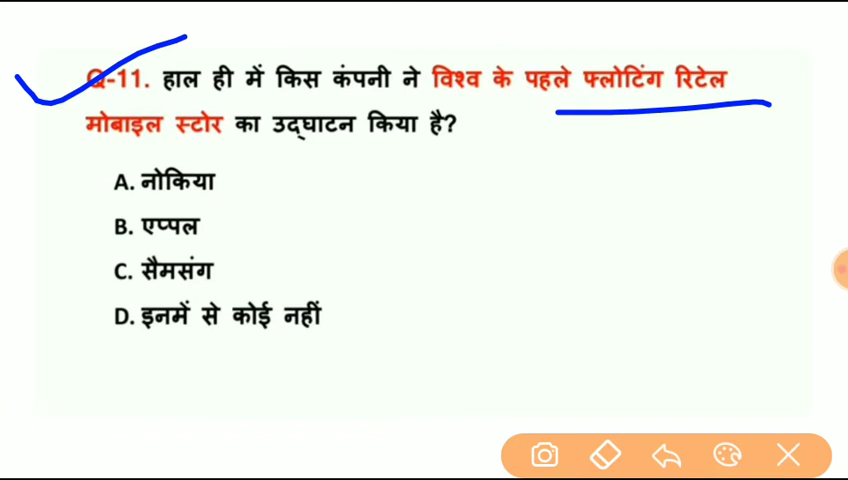 Q-11. हाल ही में किस कंपनी ने विश्व के पहले फ्लोटिंग रिटेल
मोबाइल स्टोर का उद्घाटन किया है?
A. नोकिया
B. एप्पल
C. सैमसंग
D. इनमें से कोई नहीं